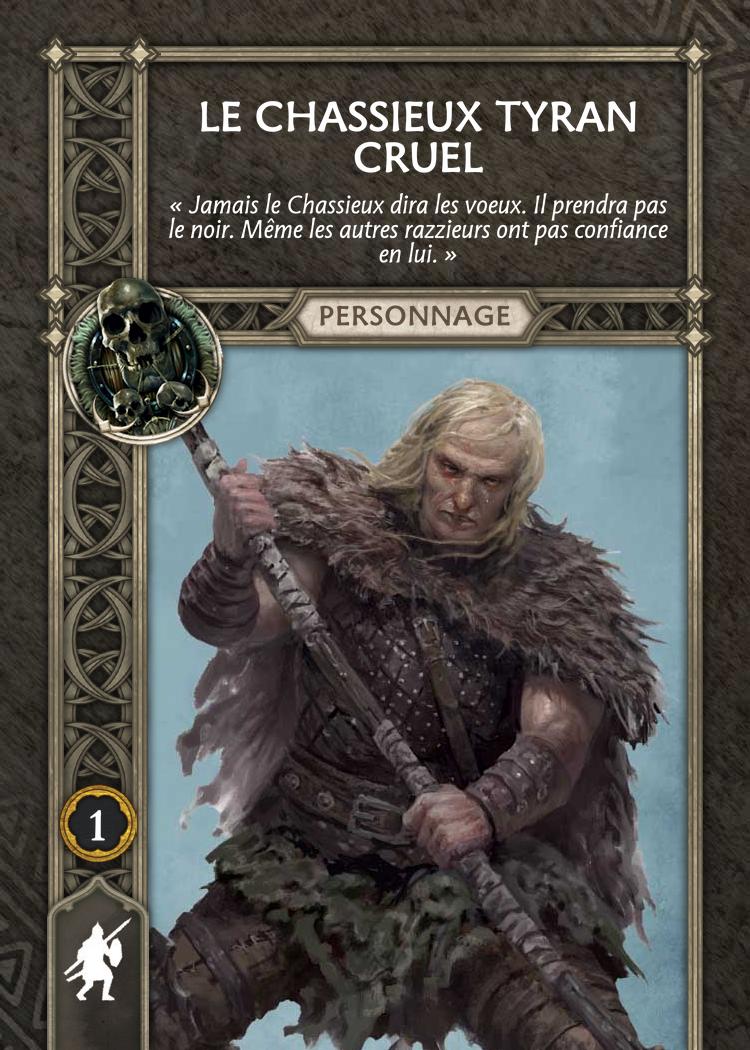 LE CHASSIEUX TYRAN
CRUEL
« Jamais le Chassieux dira les voeux. Il prendra pas
le noir. Même les autres razzieurs ont pas confiance
en lui. »
PERSONNAGE
1